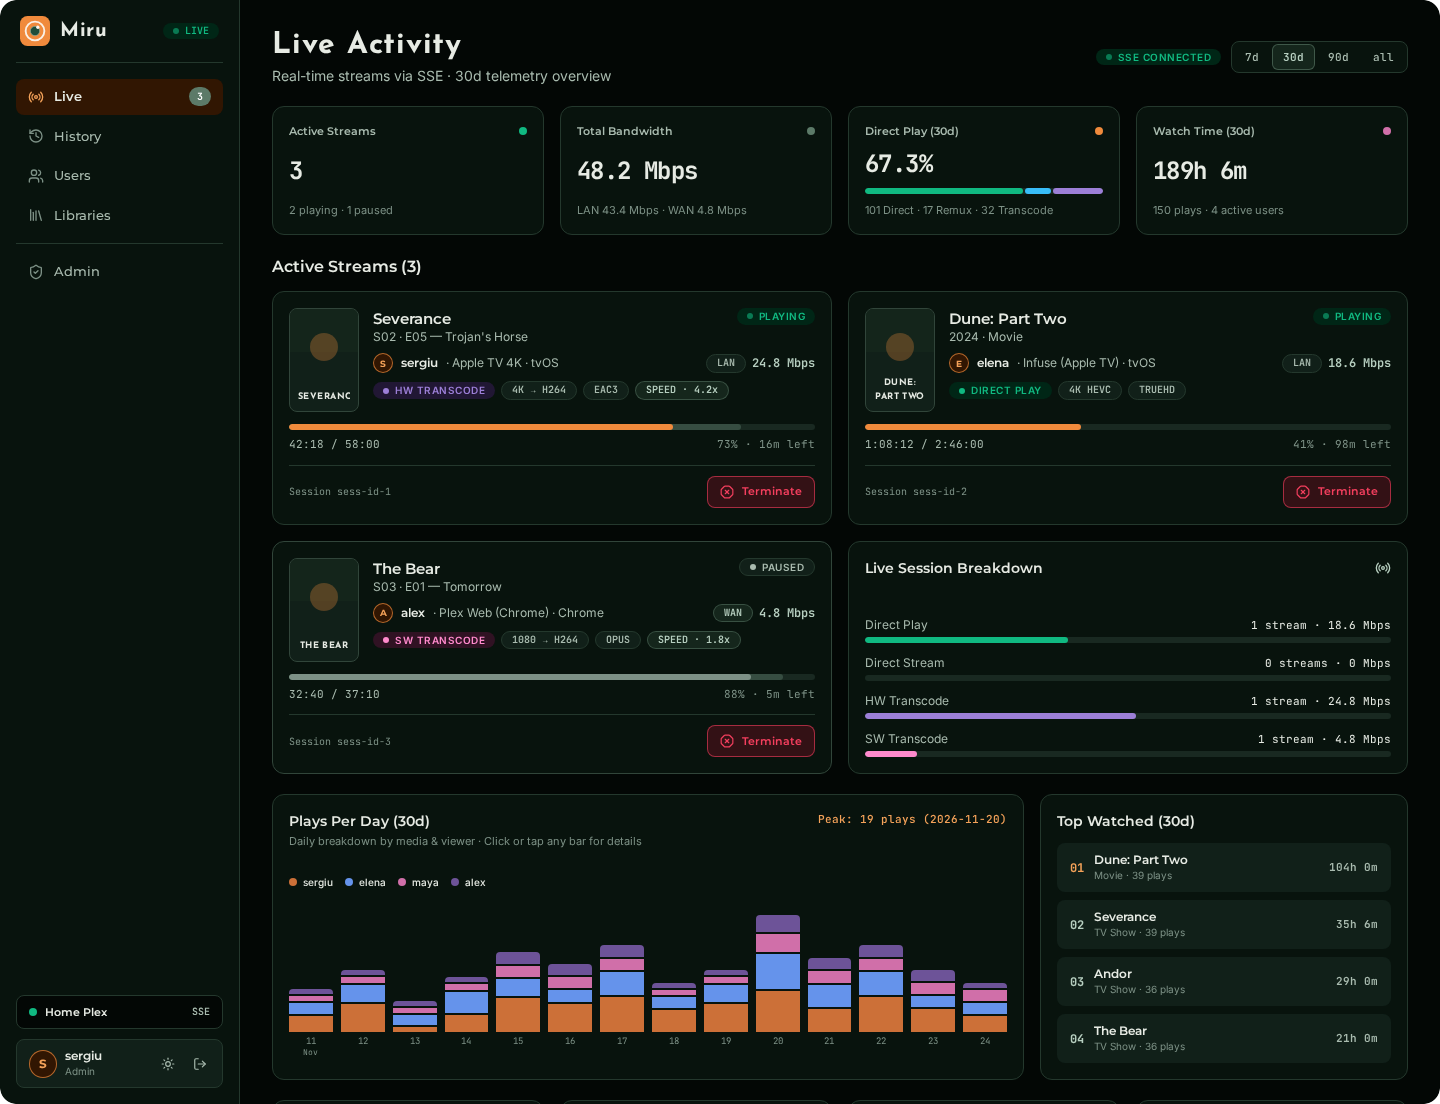 Miru
LIVE
Live
3
History
Users
Libraries
Admin
Home Plex
SSE
S
sergiu
Admin
Live Activity
Real-time streams via SSE · 30d telemetry overview
SSE CONNECTED
7d
30d
90d
all
Active Streams
3
2 playing · 1 paused
Total Bandwidth
48.2 Mbps
LAN 43.4 Mbps · WAN 4.8 Mbps
Direct Play (30d)
67.3%
101 Direct · 17 Remux · 32 Transcode
Watch Time (30d)
189h 6m
150 plays · 4 active users
Active Streams (3)
SEVERANC
Severance
PLAYING
S02 · E05 — Trojan's Horse
S
sergiu · Apple TV 4K · tvOS
LAN
24.8 Mbps
HW TRANSCODE
4K → H264
EAC3
SPEED · 4.2x
42:18 / 58:00
73% · 16m left
Session sess-id-1
Terminate
DUNE:
PART TWO
Dune: Part Two
PLAYING
2024 · Movie
E
elena · Infuse (Apple TV) · tvOS
LAN
18.6 Mbps
DIRECT PLAY
4K HEVC
TRUEHD
1:08:12 / 2:46:00
41% · 98m left
Session sess-id-2
Terminate
THE BEAR
The Bear
PAUSED
S03 · E01 — Tomorrow
A
alex · Plex Web (Chrome) · Chrome
WAN
4.8 Mbps
SW TRANSCODE
1080 → H264
OPUS
SPEED · 1.8x
32:40 / 37:10
88% · 5m left
Session sess-id-3
Terminate
Live Session Breakdown
Direct Play
1 stream · 18.6 Mbps
Direct Stream
0 streams · 0 Mbps
HW Transcode
1 stream · 24.8 Mbps
SW Transcode
1 stream · 4.8 Mbps
Plays Per Day (30d)
Peak: 19 plays (2026-11-20)
Daily breakdown by media & viewer · Click or tap any bar for details
sergiu
elena
maya
alex
11
Nov
12
13
14
15
16
17
18
19
20
21
22
23
24
Top Watched (30d)
01
Dune: Part Two
Movie · 39 plays
104h 0m
02
Severance
TV Show · 39 plays
35h 6m
03
Andor
TV Show · 36 plays
29h 0m
04
The Bear
TV Show · 36 plays
21h 0m